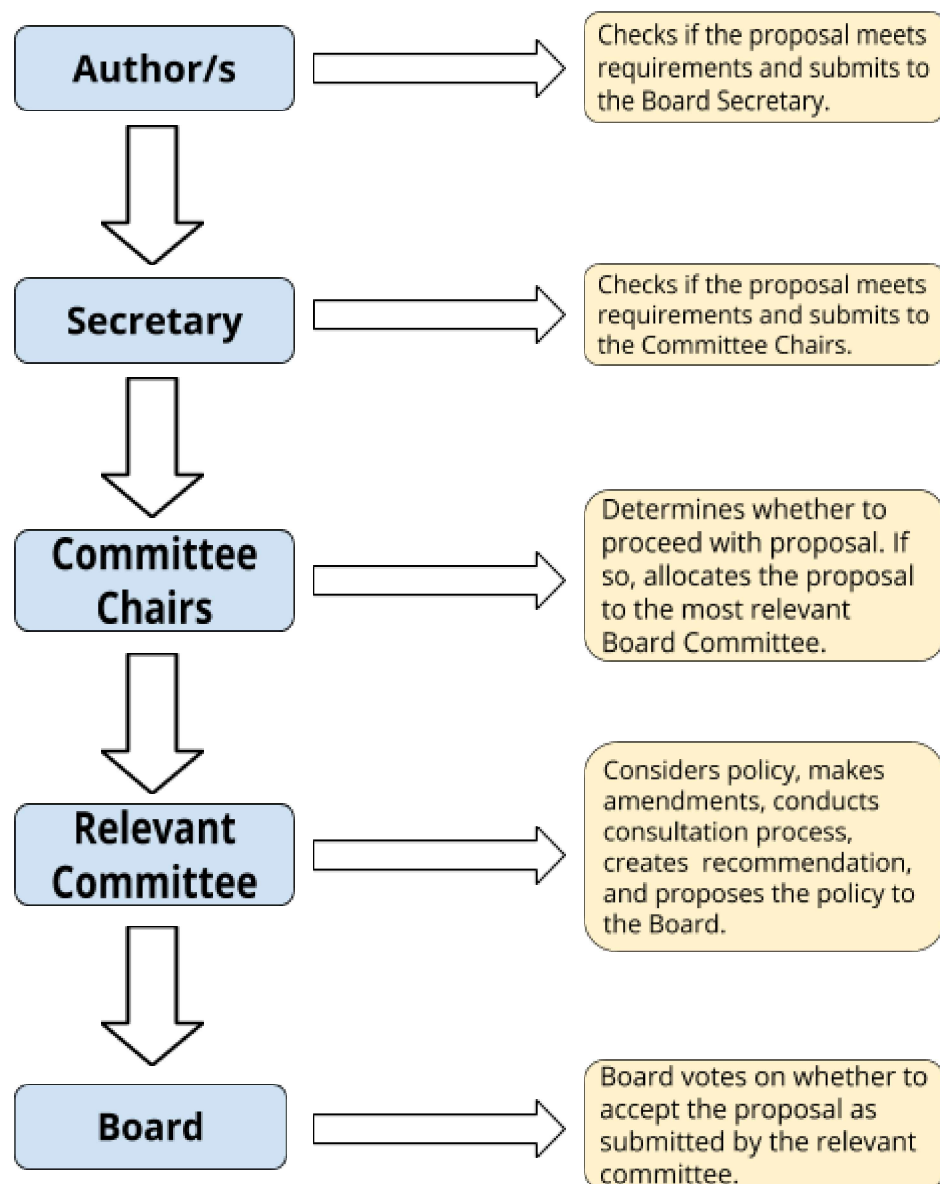 Author/s
Checks if the proposal meets
requirements and submits to
the Board Secretary.
Secretary
Checks if the proposal meets
requirements and submits to
the Committee Chairs.
Committee
Chairs
Determines whether to
proceed with proposal. If
so, allocates the proposal
to the most relevant
Board Committee.
Relevant
Committee
Considers policy, makes
amendments, conducts
consultation process,
creates recommendation,
and proposes the policy to
the Board.
Board
Board votes on whether to
accept the proposal as
submitted by the relevant
committee.